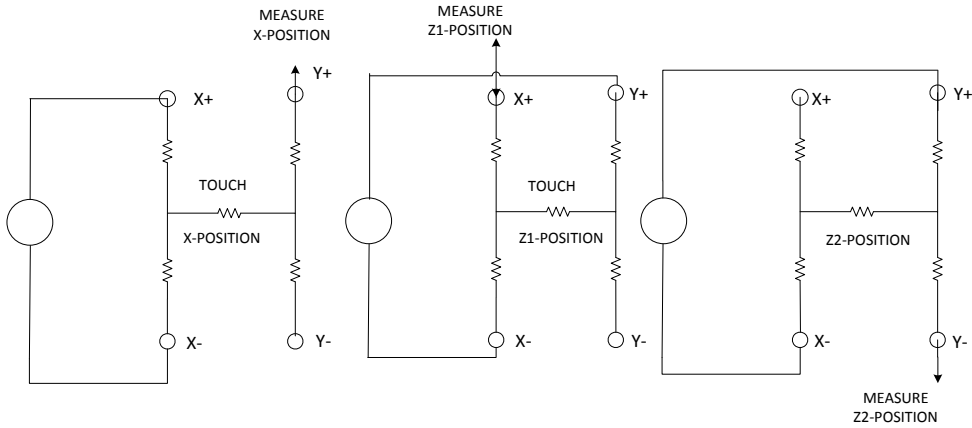 MEASURE
X-POSITION
Y+
X+
TOUCH
X-POSITION
X-
Y-
MEASURE
Z1-POSITION
X+
Y+
TOUCH
Z1-POSITION
X-
Y-
X+
Y+
Z2-POSITION
X-
Y-
MEASURE
Z2-POSITION